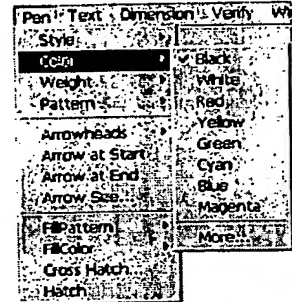 Pen Text Dimension Verify
Style
Color
Weight
Pattern
Arrowheads
Arrow at Start
Arrow at End
Arrow Size
FillPattern
FillColor
Cross Hatch
Hatch
Black
White
Red
Yellow
Green
Cyan
Blue
Magenta
More